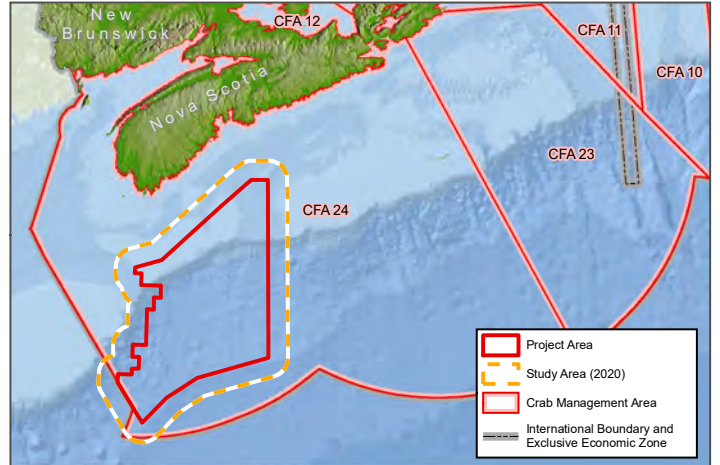 New
Brunswick
CFA 12
CFA 11
CFA 10
Nova Scotia
CFA 23
CFA 24
Project Area
Study Area (2020)
Crab Management Area
International Boundary and
Exclusive Economic Zone